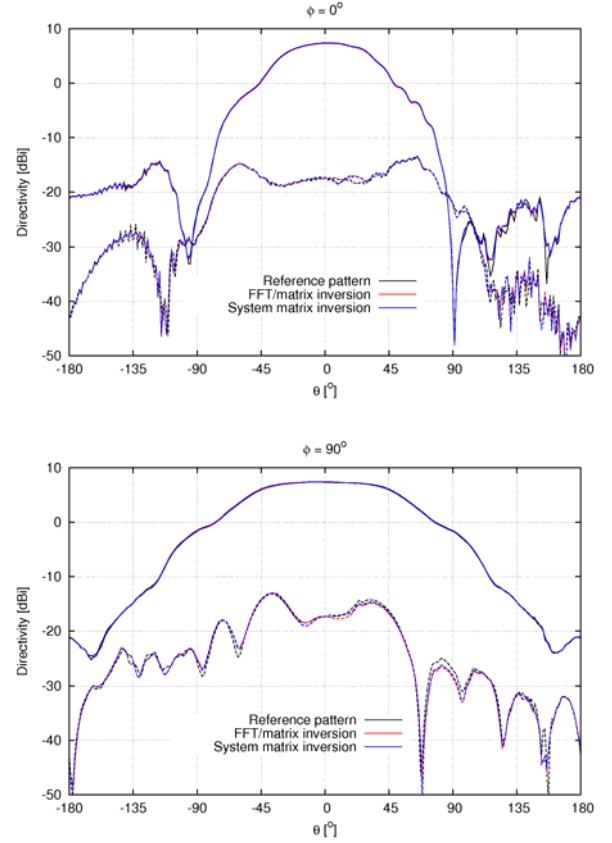 ϕ = 0°
10
0
-10
-20
-30
-40
-50
Directivity [dBi]
Reference pattern
FFT/matrix inversion
System matrix inversion
-180 -135 -90 -45 0 45 90 135 180
θ [°]
ϕ = 90°
10
0
-10
-20
-30
-40
-50
Directivity [dBi]
Reference pattern
FFT/matrix inversion
System matrix inversion
-180 -135 -90 -45 0 45 90 135 180
θ [°]